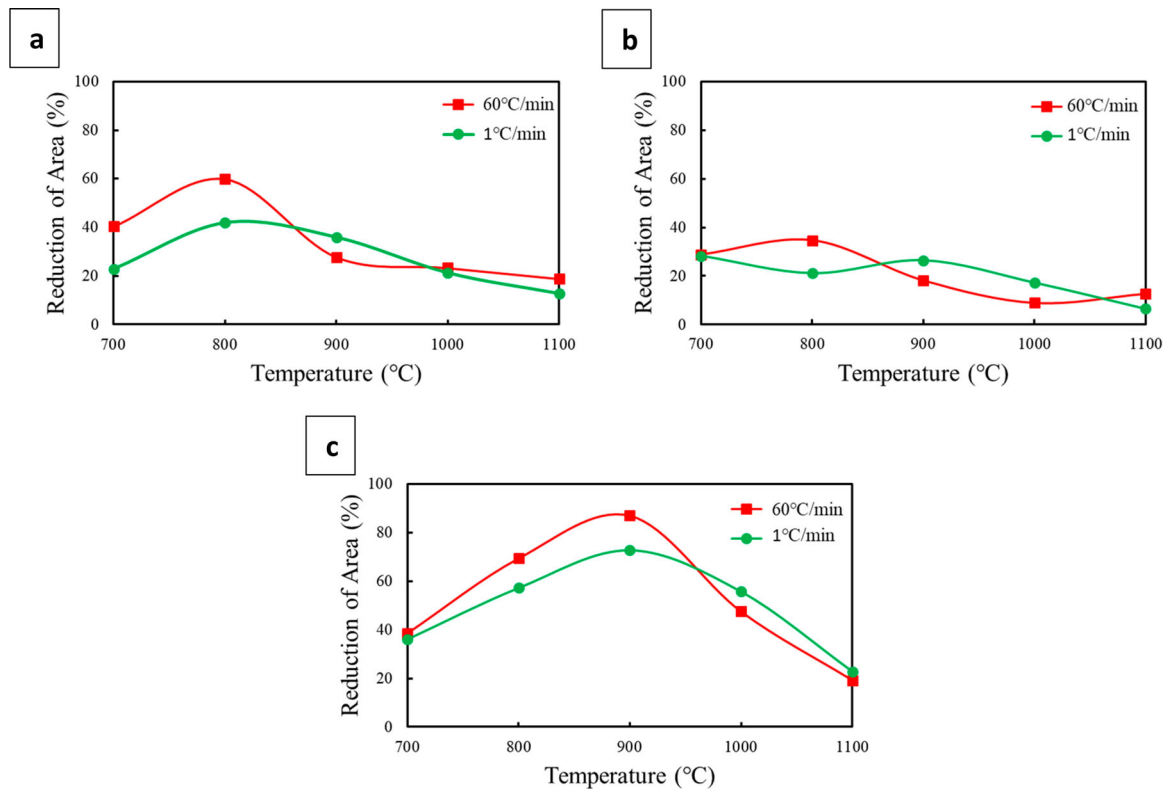 a
Reduction of Area (%)
100
80
60
40
20
0
700 800 900 1000 1100
Temperature (℃)
60℃/min
1℃/min
b
Reduction of Area (%)
100
80
60
40
20
0
700 800 900 1000 1100
Temperature (℃)
60℃/min
1℃/min
c
Reduction of Area (%)
100
80
60
40
20
0
700 800 900 1000 1100
Temperature (℃)
60℃/min
1℃/min